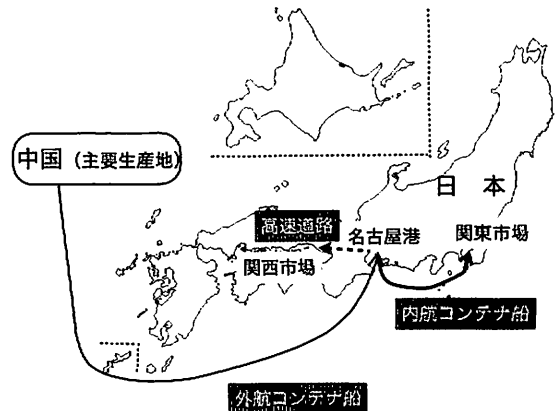 中国（主要生産地)
日 本
高速道路
名古屋港
関東市場
関西市場
内航コンテナ船
外航コンテナ船